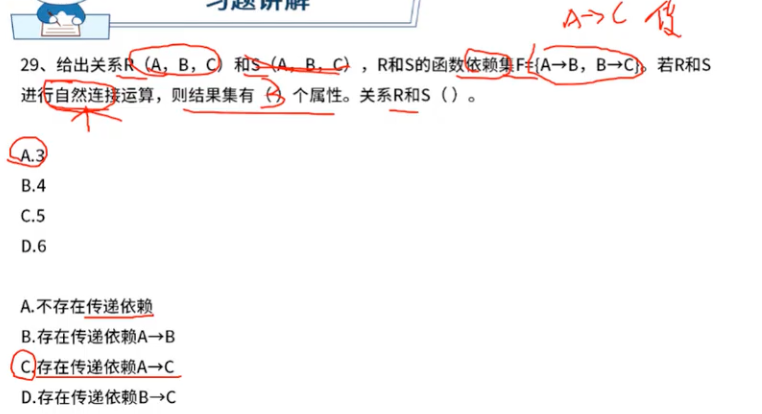 习题讲解
A→C
29、给出关系R（A，B，C）和S（A，B，C），R和S的函数依赖集F={A→B，B→C}。若R和S
进行自然连接运算，则结果集有（3）个属性。关系R和S（）。
A.3
B.4
C.5
D.6
A.不存在传递依赖
B.存在传递依赖A→B
C.存在传递依赖A→C
D.存在传递依赖B→C